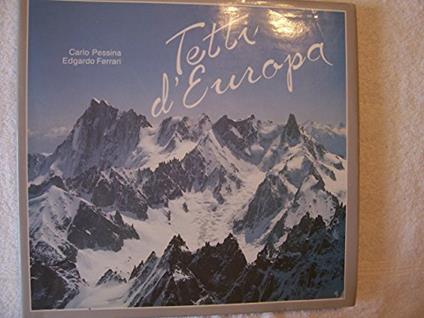 Carlo Pessina
Edgardo Ferrari
Tetti
d'Europa